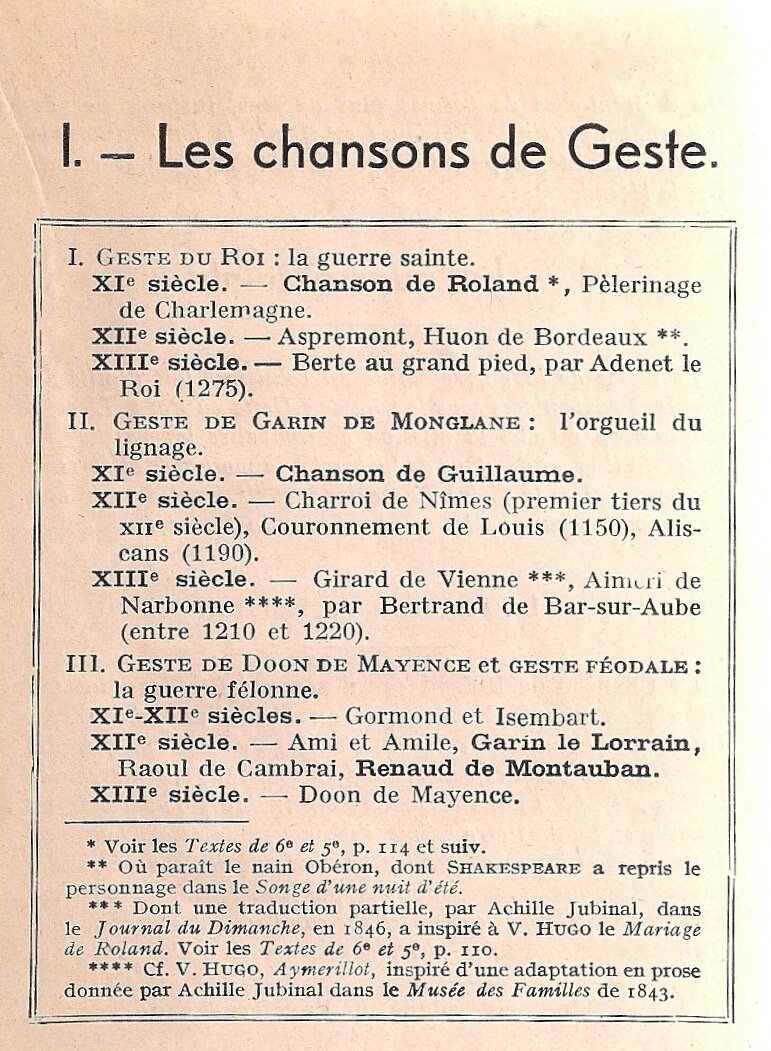 I. — Les chansons de Geste.
I. GESTE DU ROI : la guerre sainte.
XIe siècle. — Chanson de Roland *, Pèlerinage
de Charlemagne.
XIIe siècle. — Aspremont, Huon de Bordeaux **.
XIIIe siècle. — Berte au grand pied, par Adenet le
Roi (1275).
II. GESTE DE GARIN DE MONGLANE : l'orgueil du
lignage.
XIe siècle. — Chanson de Guillaume.
XIIe siècle. — Charroi de Nîmes (premier tiers du
XIIe siècle), Couronnement de Louis (1150), Alis-
cans (1190).
XIIIe siècle. — Girard de Vienne ***, Aimeri de
Narbonne ****, par Bertrand de Bar-sur-Aube
(entre 1210 et 1220).
III. GESTE DE DOON DE MAYENCE et GESTE FÉODALE :
la guerre félonne.
XIe-XIIe siècles. — Gormond et Isembart.
XIIe siècle. — Ami et Amile, Garin le Lorrain,
Raoul de Cambrai, Renaud de Montauban.
XIIIe siècle. — Doon de Mayence.
* Voir les Textes de 6e et 5e, p. 114 et suiv.
** Où paraît le nain Obéron, dont SHAKESPEARE a repris le
personnage dans le Songe d'une nuit d'été.
*** Dont une traduction partielle, par Achille Jubinal, dans
le Journal du Dimanche, en 1846, a inspiré à V. HUGO le Mariage
de Roland. Voir les Textes de 6e et 5e, p. 110.
**** Cf. V. HUGO, Aymerillot, inspiré d'une adaptation en prose
donnée par Achille Jubinal dans le Musée des Familles de 1843.